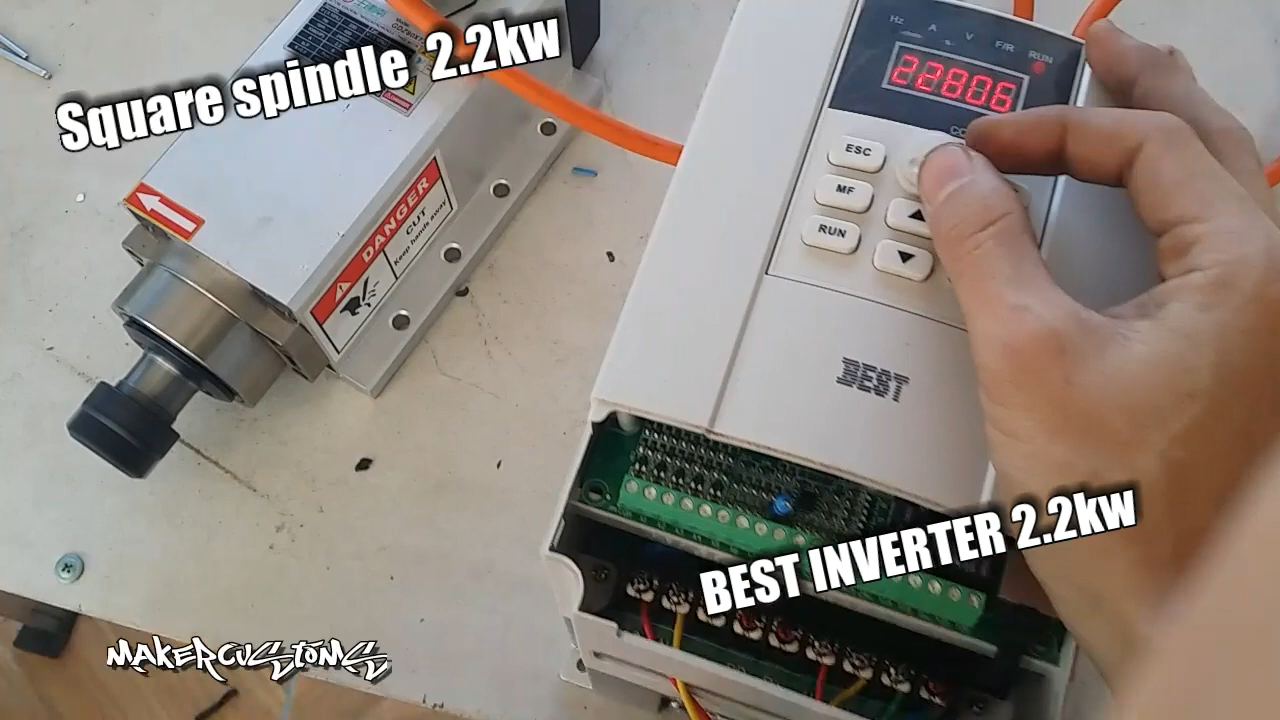 Square spindle 2.2kw
Hz A V F/R RUN
22806
ESC
MF
RUN
DANGER
CUT
Keep hands away
BEST
BEST INVERTER 2.2kw
MAKERCUSTOMS